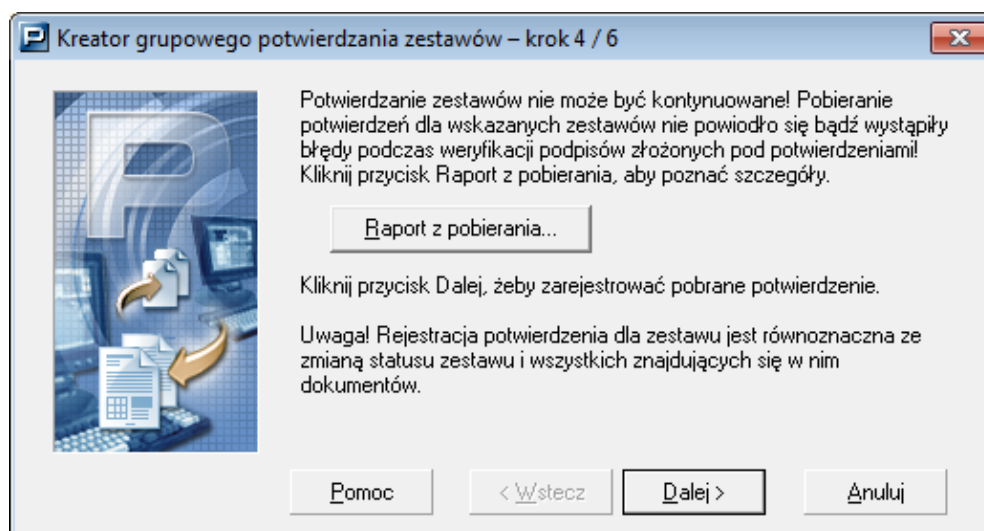 Kreator grupowego potwierdzania zestawów – krok 4 / 6
Potwierdzanie zestawów nie może być kontynuowane! Pobieranie
potwierdzeń dla wskazanych zestawów nie powiodło się bądź wystąpiły
błędy podczas weryfikacji podpisów złożonych pod potwierdzeniami!
Kliknij przycisk Raport z pobierania, aby poznać szczegóły.
Raport z pobierania...
Kliknij przycisk Dalej, żeby zarejestrować pobrane potwierdzenie.
Uwaga! Rejestracja potwierdzenia dla zestawu jest równoznaczna ze
zmianą statusu zestawu i wszystkich znajdujących się w nim
dokumentów.
Pomoc
< Wstecz
Dalej >
Anuluj